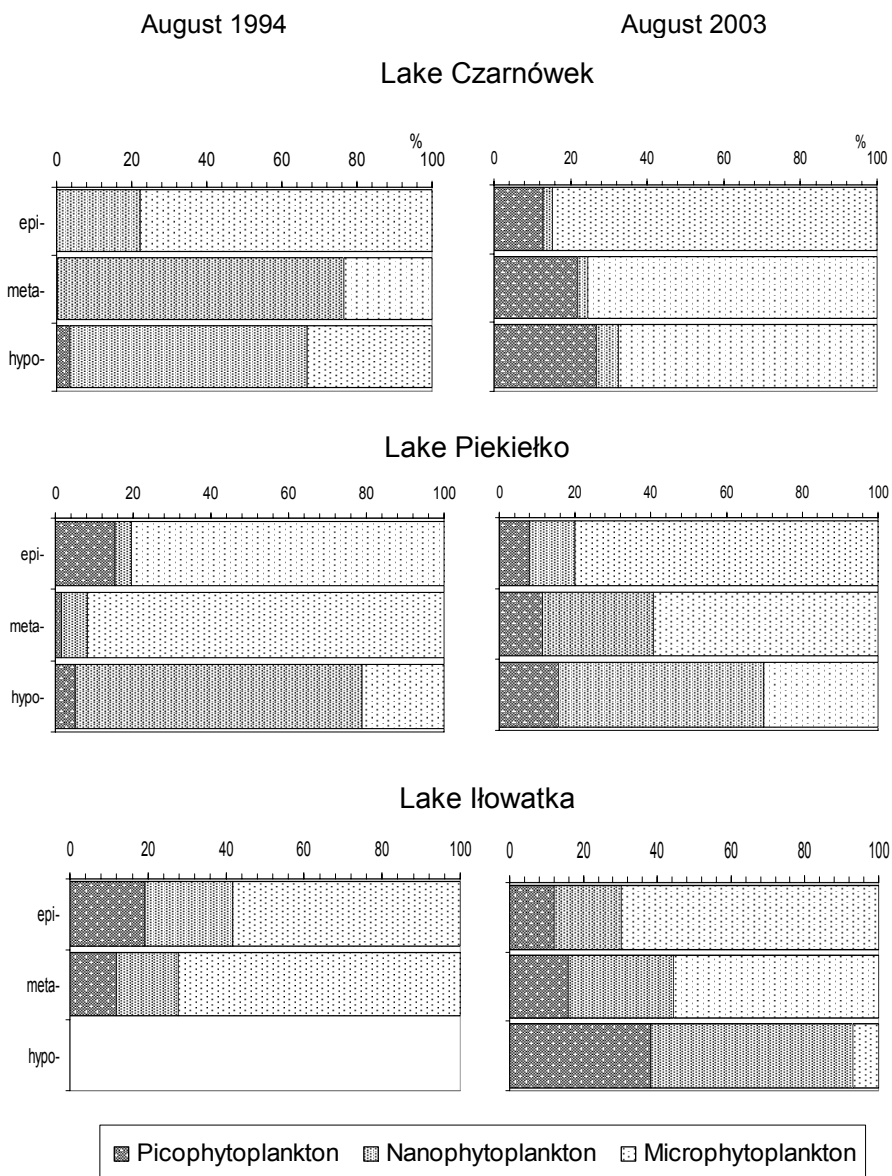 August 1994 August 2003
Lake Czarnówek
% %
0 20 40 60 80 100 0 20 40 60 80 100
epi-
meta-
hypo-
Lake Piekiełko
0 20 40 60 80 100 0 20 40 60 80 100
epi-
meta-
hypo-
Lake Iłowatka
0 20 40 60 80 100 0 20 40 60 80 100
epi-
meta-
hypo-
Picophytoplankton Nanophytoplankton Microphytoplankton